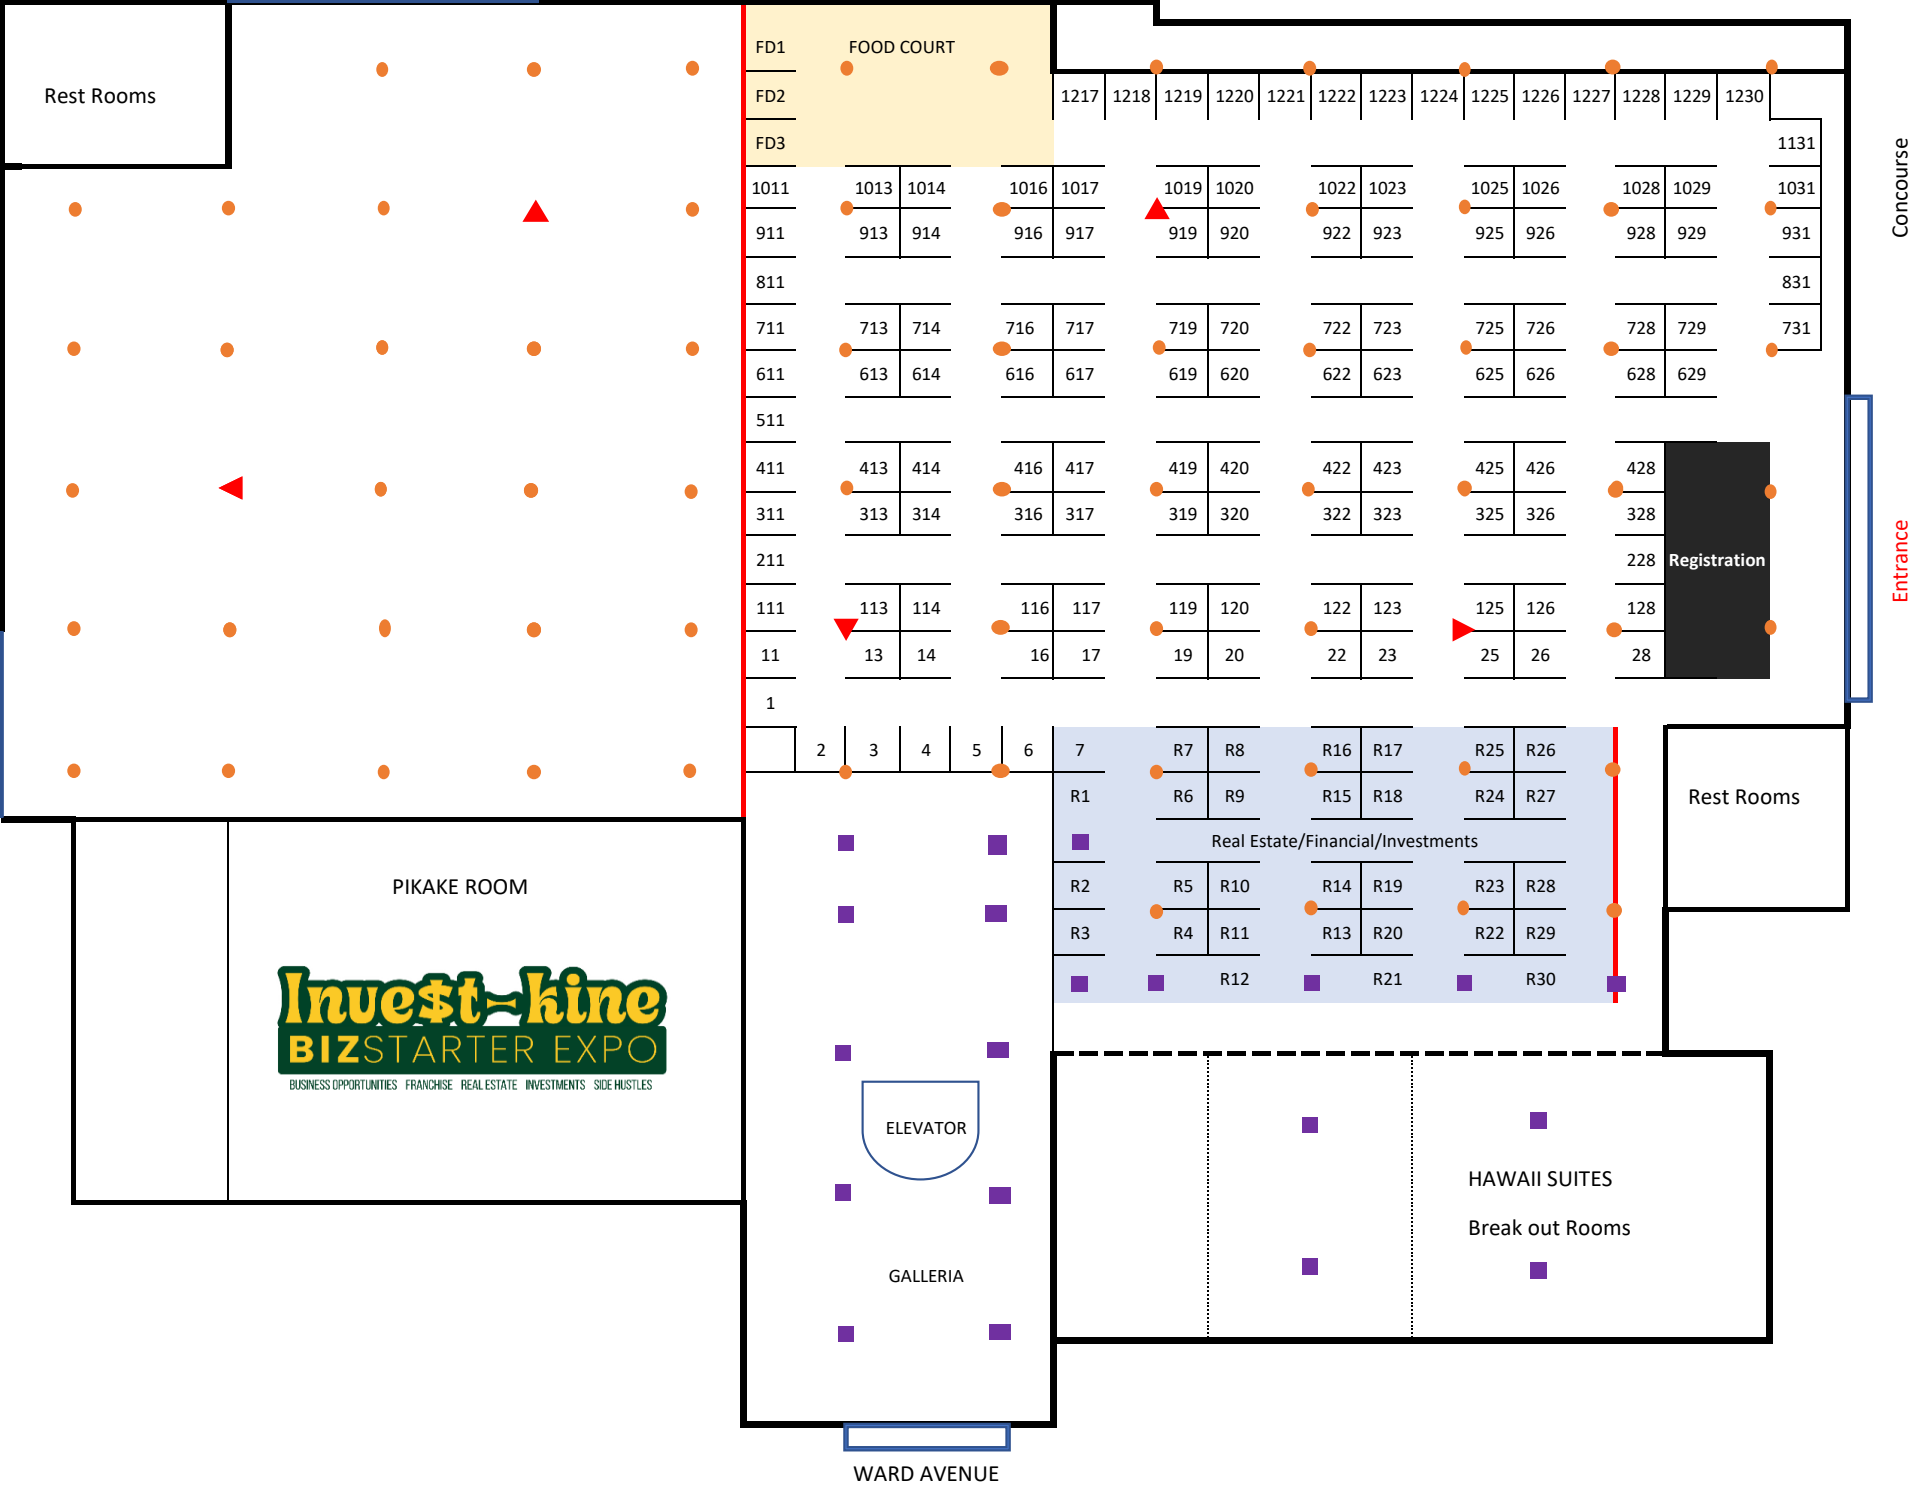 FD1 FOOD COURT
Rest Rooms FD2 1217 1218 1219 1220 1221 1222 1223 1224 1225 1226 1227 1228 1229 1230
FD3 1131
Concourse
1011 1013 1014 1016 1017 1019 1020 1022 1023 1025 1026 1028 1029 1031
911 913 914 916 917 919 920 922 923 925 926 928 929 931
811 831
711 713 714 716 717 719 720 722 723 725 726 728 729 731
611 613 614 616 617 619 620 622 623 625 626 628 629
511
411 413 414 416 417 419 420 422 423 425 426 428
311 313 314 316 317 319 320 322 323 325 326 328
211 228 Registration
Entrance
111 113 114 116 117 119 120 122 123 125 126 128
11 13 14 16 17 19 20 22 23 25 26 28
1
2 3 4 5 6 7 R7 R8 R16 R17 R25 R26
R1 R6 R9 R15 R18 R24 R27 Rest Rooms
Real Estate/Financial/Investments
PIKAKE ROOM R2 R5 R10 R14 R19 R23 R28
R3 R4 R11 R13 R20 R22 R29
R12 R21 R30
Inve$t-kine
BIZSTARTER EXPO
BUSINESS OPPORTUNITIES FRANCHISE REAL ESTATE INVESTMENTS SIDE HUSTLES
ELEVATOR
HAWAII SUITES
Break out Rooms
GALLERIA
WARD AVENUE